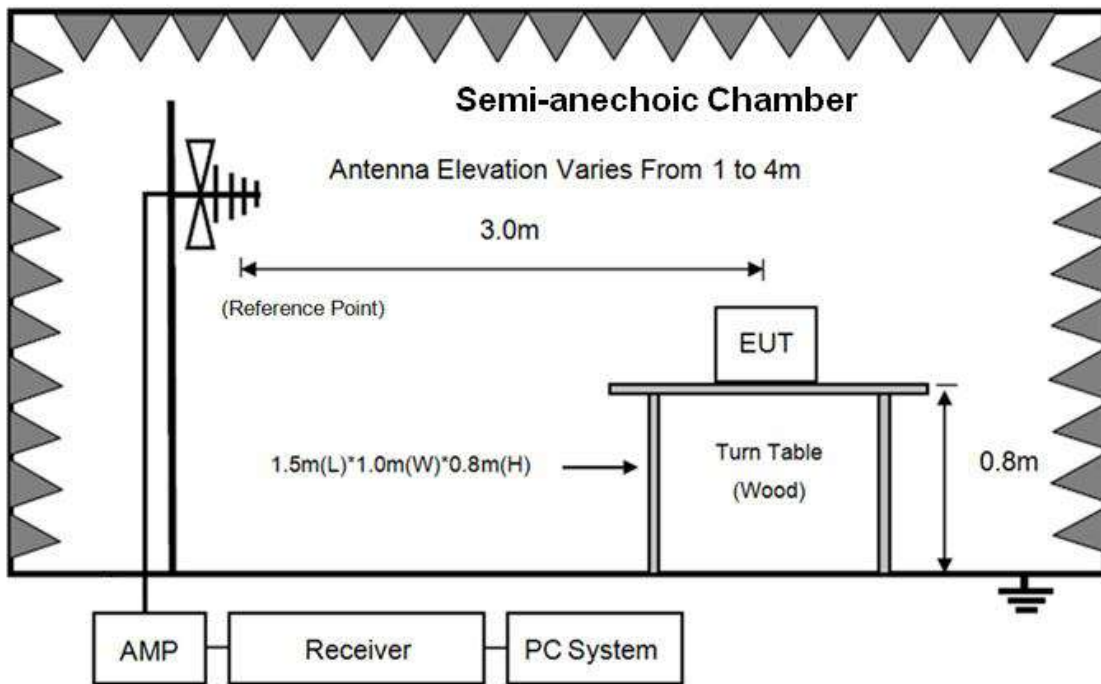 Semi-anechoic Chamber
Antenna Elevation Varies From 1 to 4m
3.0m
(Reference Point)
EUT
1.5m(L)*1.0m(W)*0.8m(H)
Turn Table
(Wood)
0.8m
AMP
Receiver
PC System